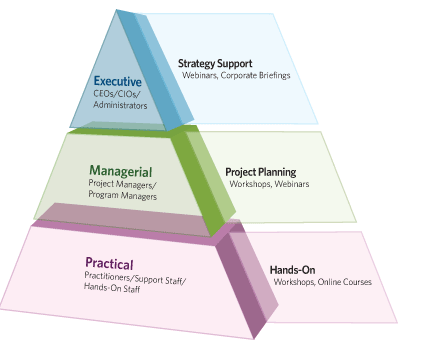 Executive
CEOs/CIOs/
Administrators
Strategy Support
Webinars, Corporate Briefings
Managerial
Project Managers/
Program Managers
Project Planning
Workshops, Webinars
Practical
Practitioners/Support Staff/
Hands-On Staff
Hands-On
Workshops, Online Courses